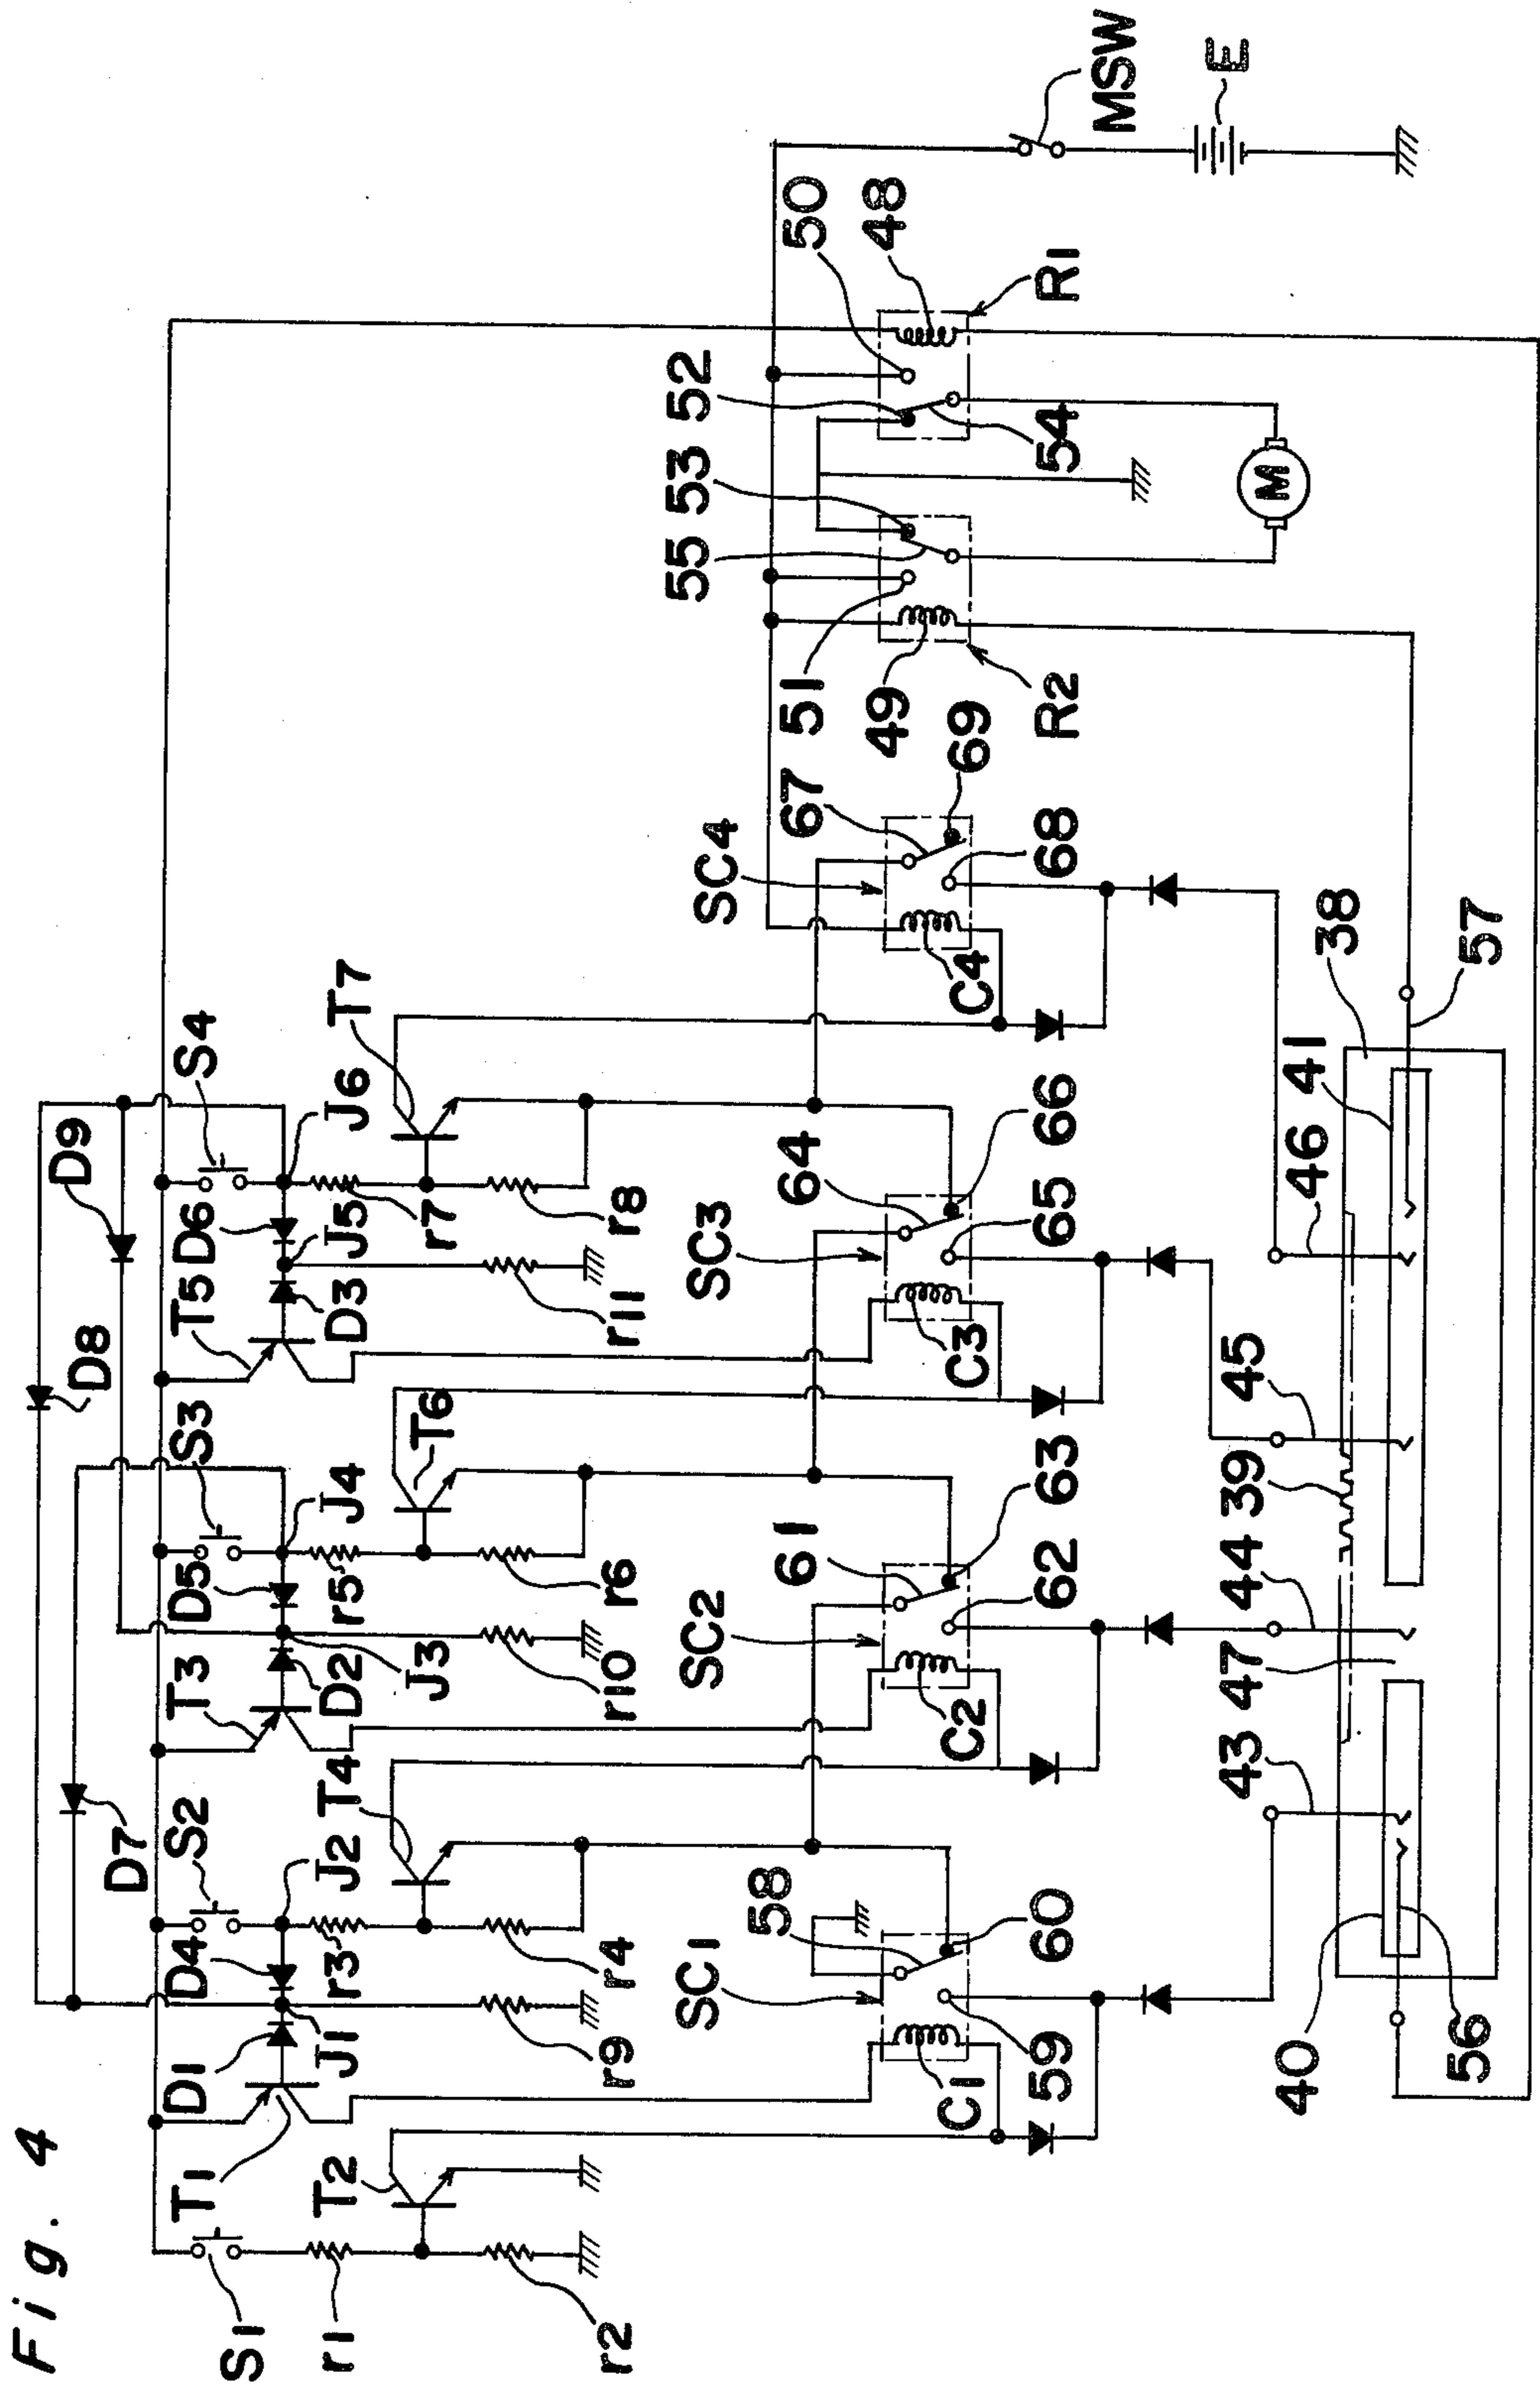 Fig. 4
D7
D8
D9
S1
T1
D1
D4
S2
T3
D5
S3
T5
D6
S4
r1
T2
J1
r3
J2
T4
D2
J3
r5
J4
T6
D3
J5
r7
J6
T7
r2
r9
r4
r10
r6
r11
r8
SC1
SC2
SC3
SC4
55
53
52
58
61
64
67
51
50
49
48
C1
C2
C3
C4
69
59
60
62
63
65
66
68
R2
54
R1
MSW
E
43
47
44
39
45
46
41
M
40
38
56
57